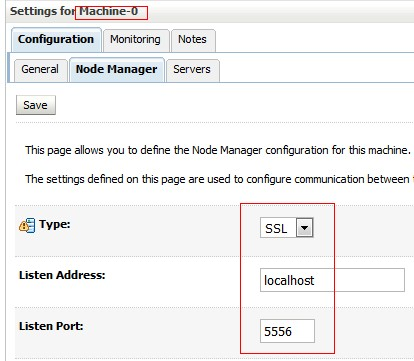 Settings for Machine-0
Configuration Monitoring Notes
General Node Manager Servers
Save
This page allows you to define the Node Manager configuration for this machine.
The settings defined on this page are used to configure communication between
Type: SSL
Listen Address: localhost
Listen Port: 5556